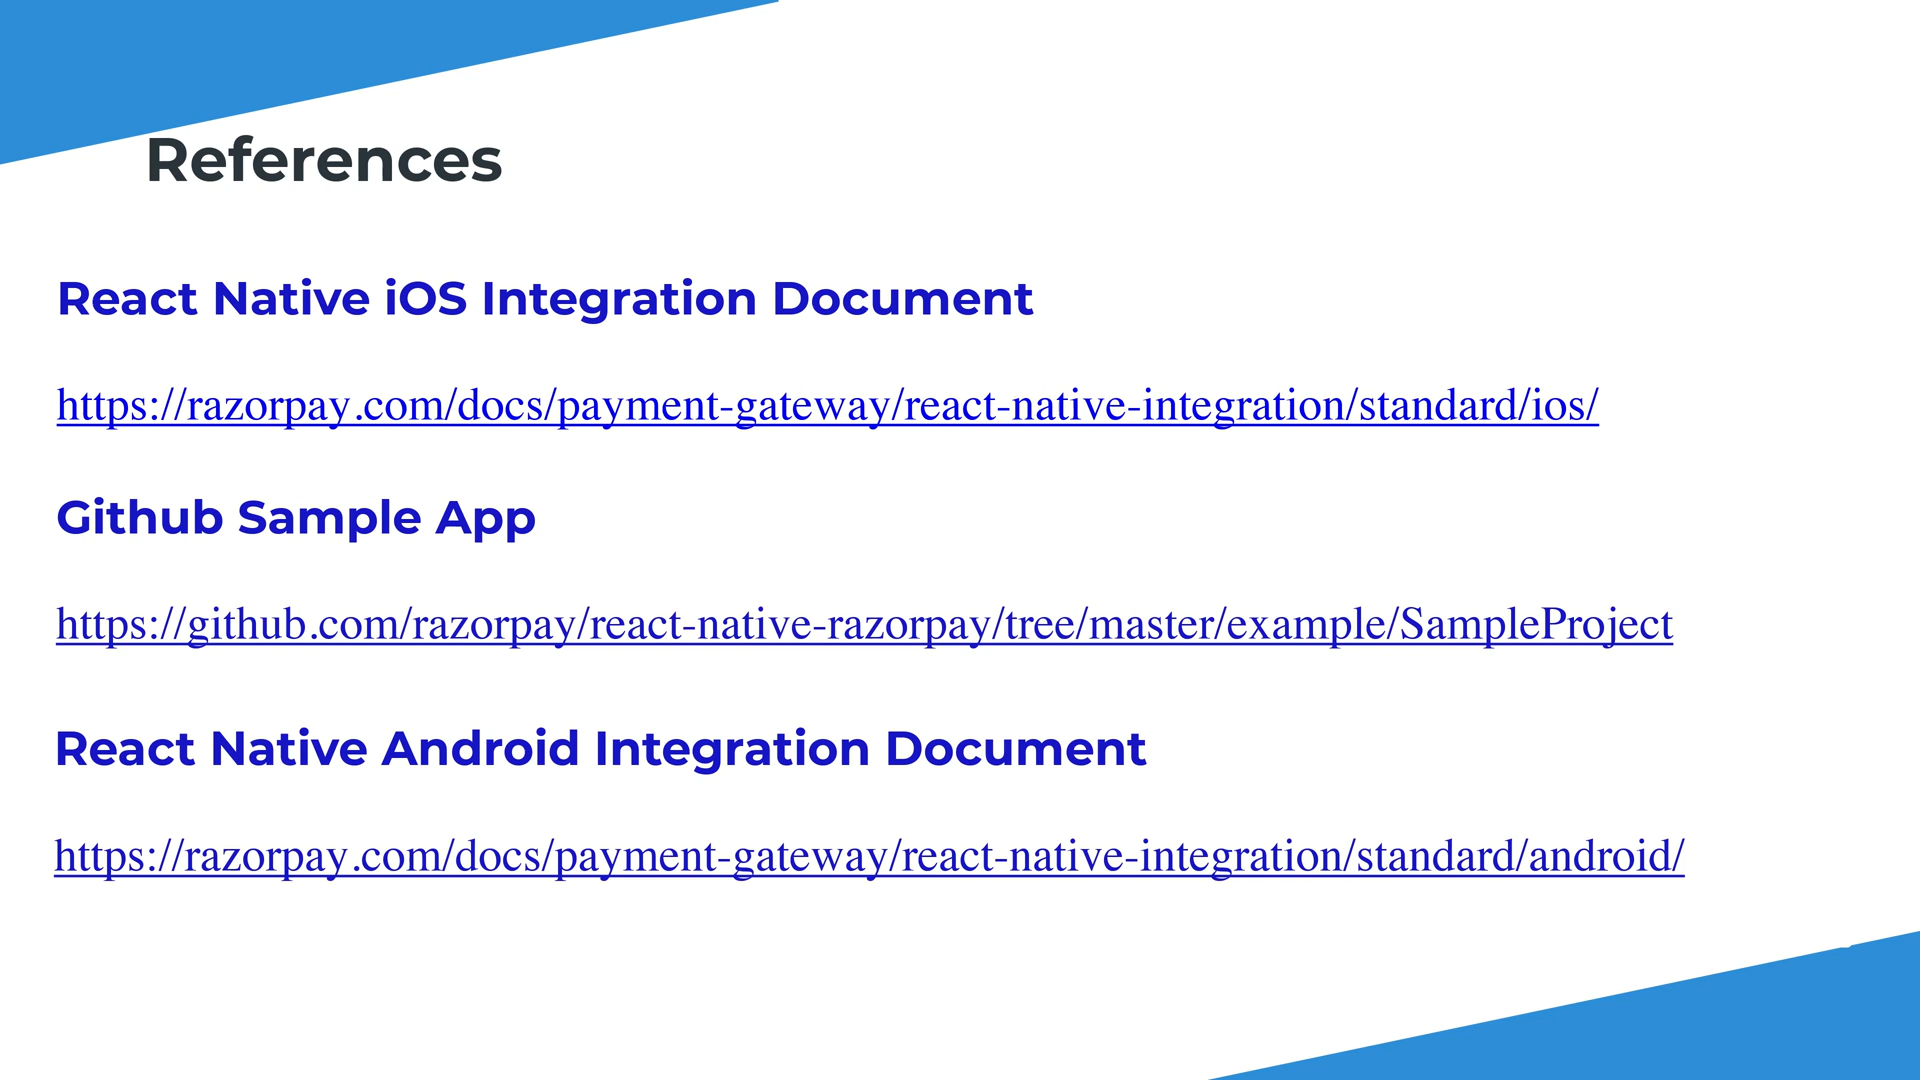 References
React Native iOS Integration Document
https://razorpay.com/docs/payment-gateway/react-native-integration/standard/ios/
Github Sample App
https://github.com/razorpay/react-native-razorpay/tree/master/example/SampleProject
React Native Android Integration Document
https://razorpay.com/docs/payment-gateway/react-native-integration/standard/android/